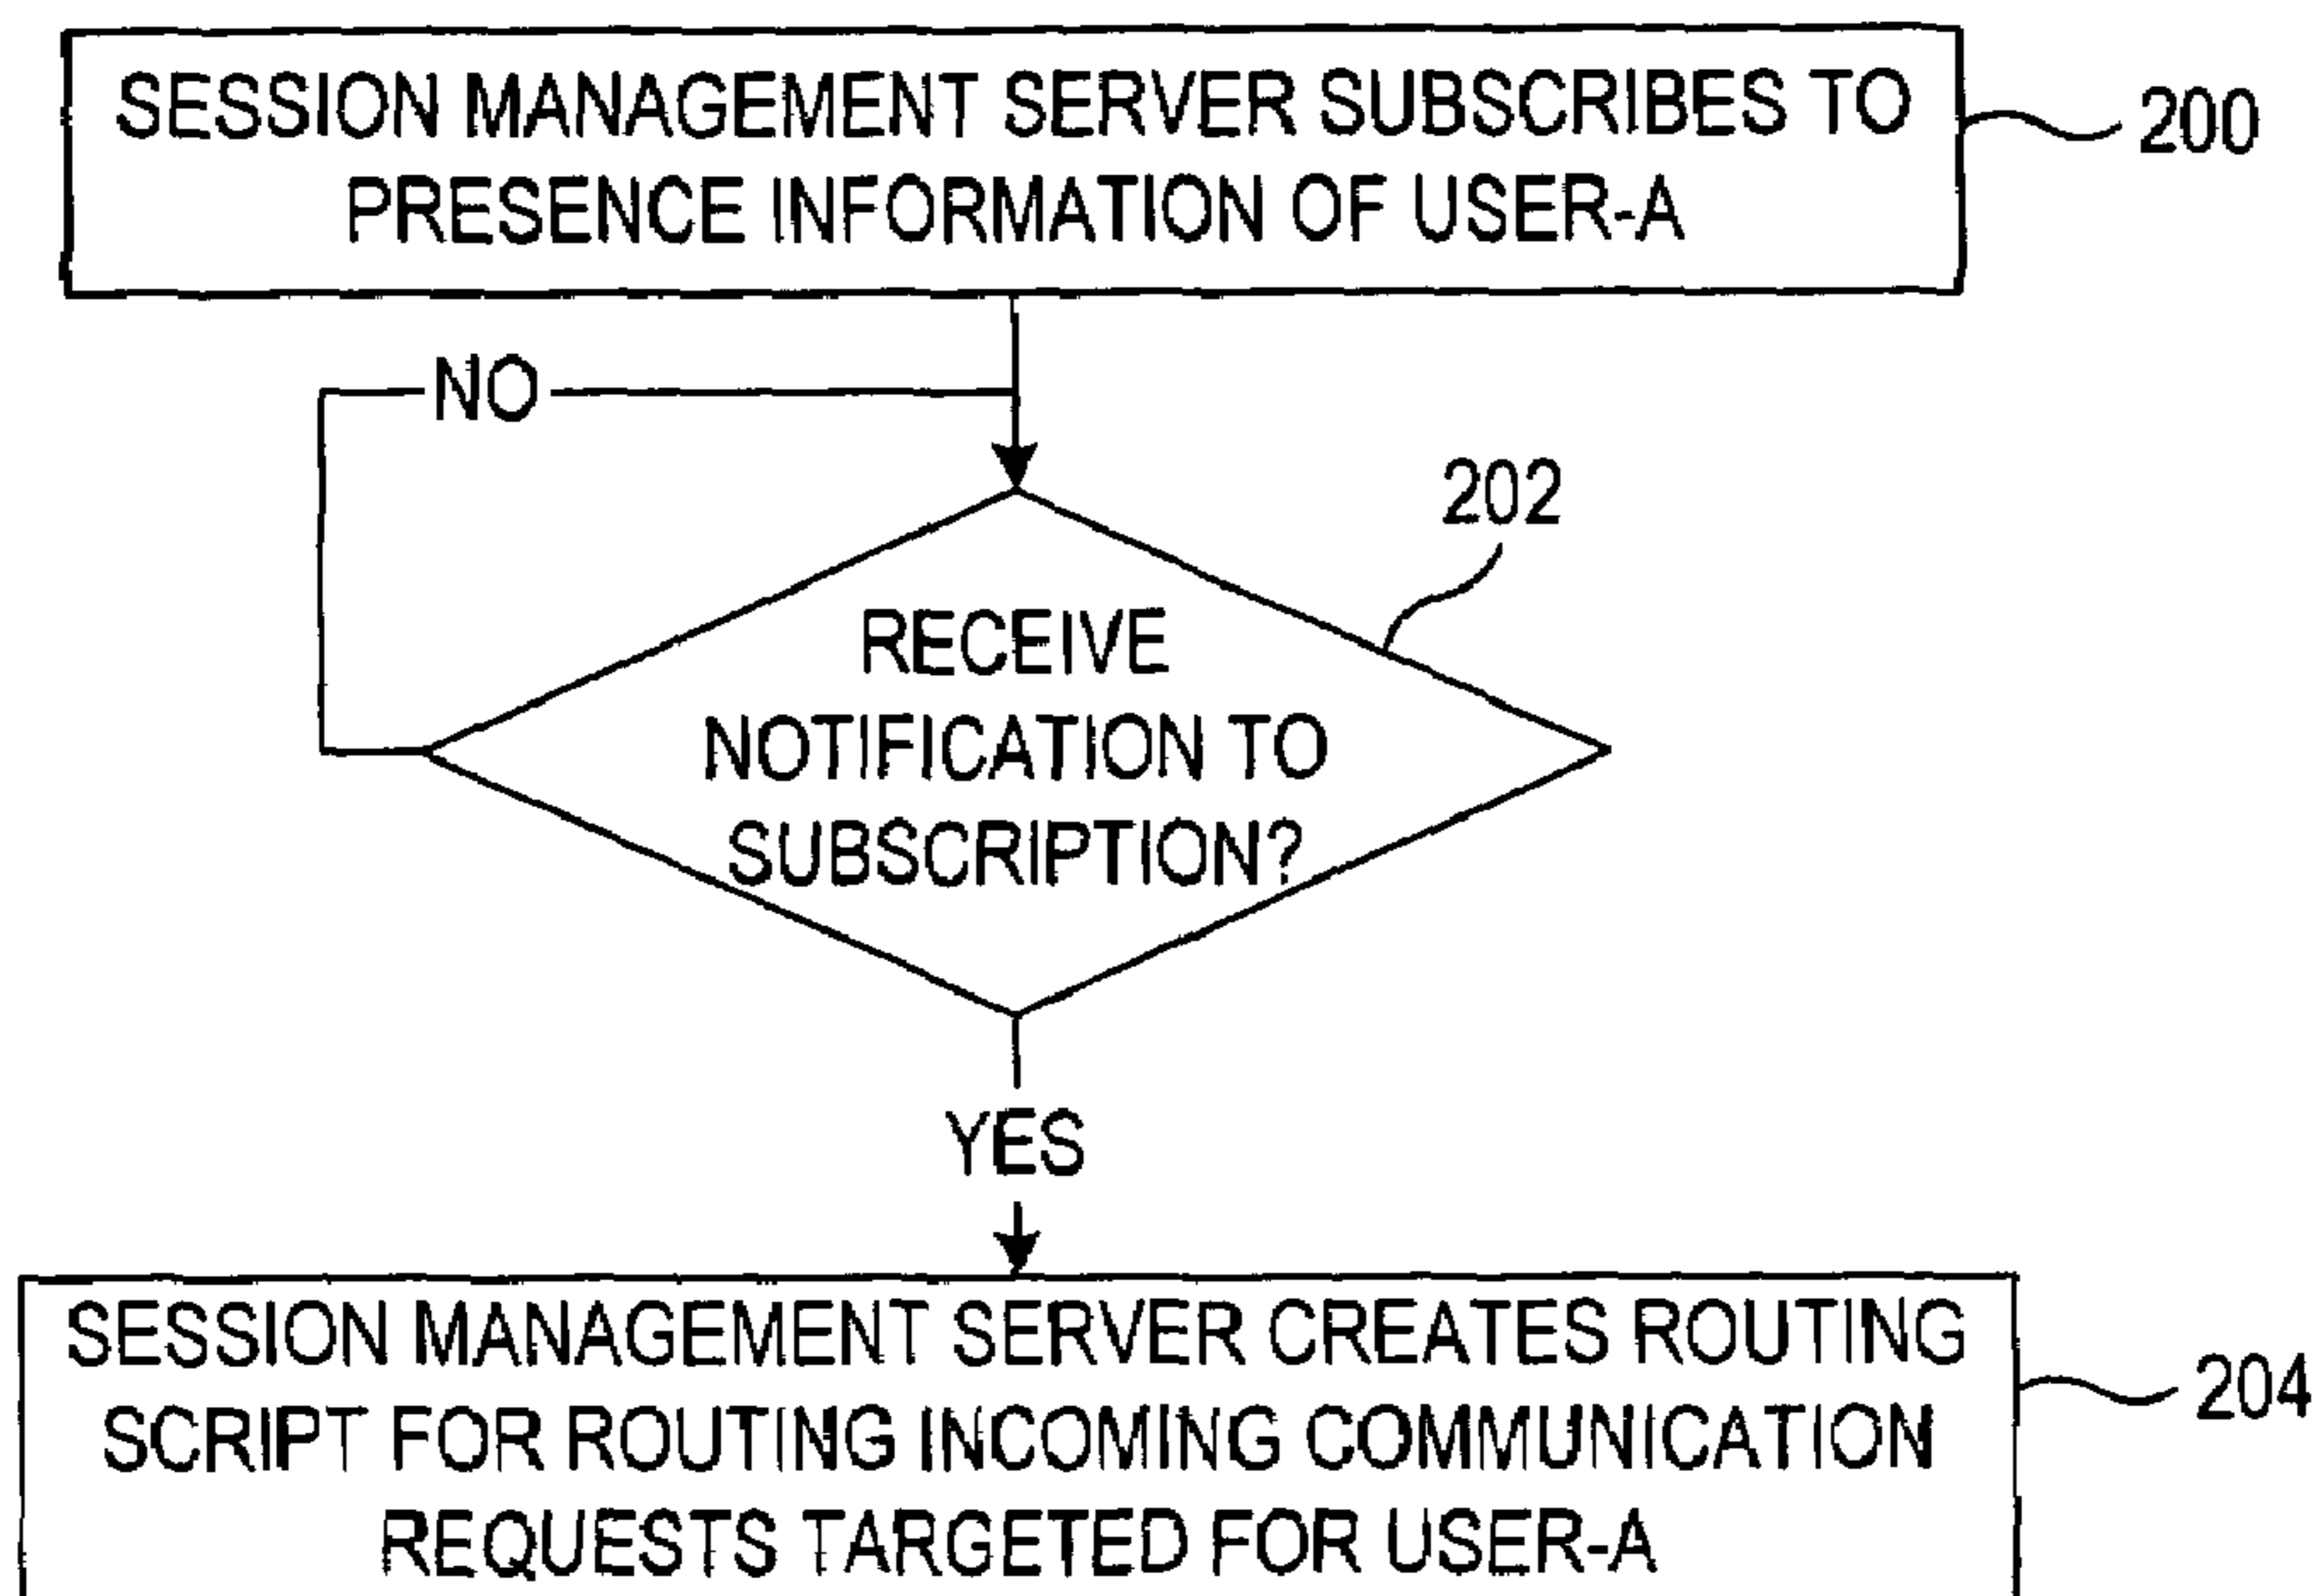 SESSION MANAGEMENT SERVER SUBSCRIBES TO
PRESENCE INFORMATION OF USER-A
200
NO
202
RECEIVE
NOTIFICATION TO
SUBSCRIPTION?
YES
SESSION MANAGEMENT SERVER CREATES ROUTING
SCRIPT FOR ROUTING INCOMING COMMUNICATION
REQUESTS TARGETED FOR USER-A
204